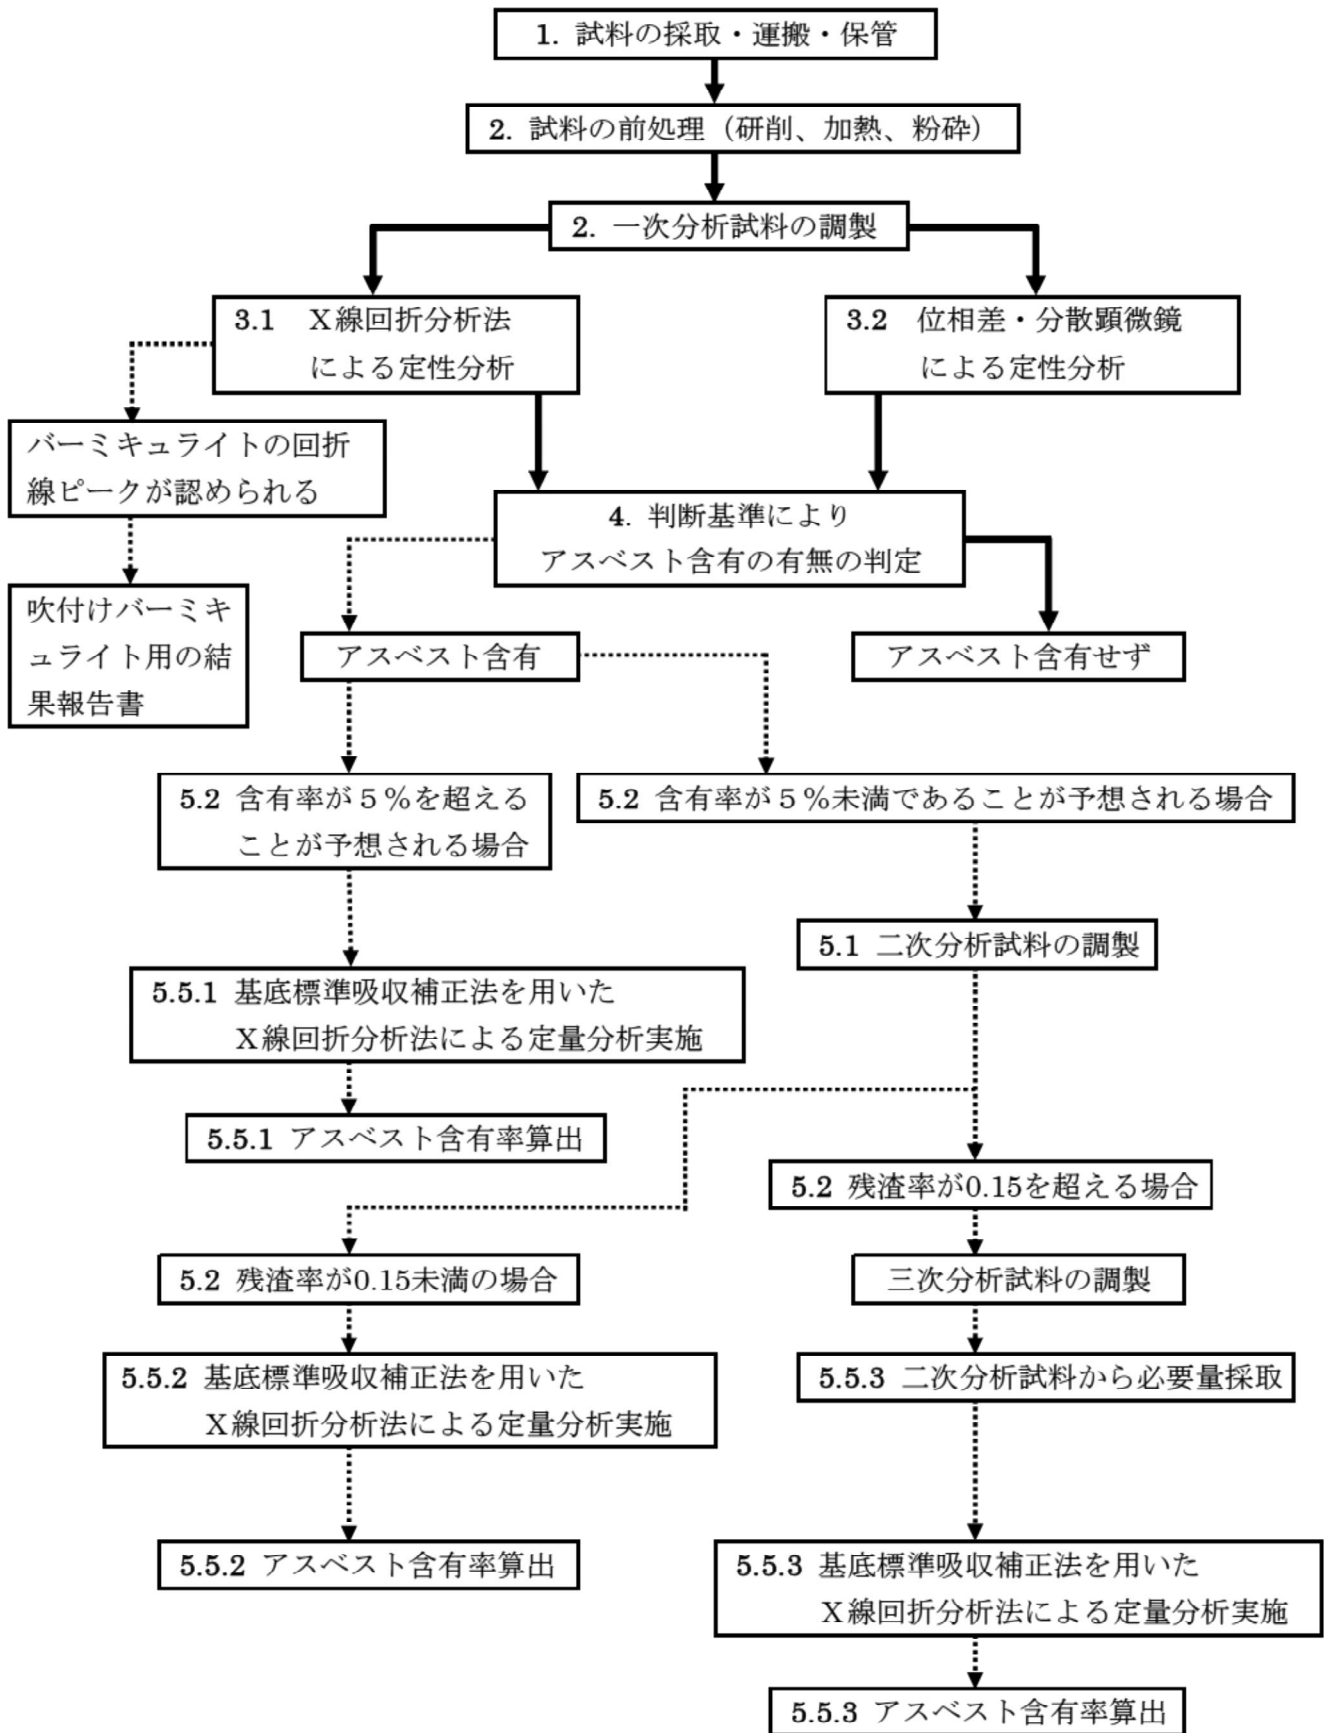 1. 試料の採取・運搬・保管
2. 試料の前処理（研削、加熱、粉砕）
2. 一次分析試料の調製
3.1 Ｘ線回折分析法
による定性分析
3.2 位相差・分散顕微鏡
による定性分析
バーミキュライトの回折
線ピークが認められる
4. 判断基準により
アスベスト含有の有無の判定
吹付けバーミキ
ュライト用の結
果報告書
アスベスト含有
アスベスト含有せず
5.2 含有率が５％を超える
ことが予想される場合
5.2 含有率が５％未満であることが予想される場合
5.1 二次分析試料の調製
5.5.1 基底標準吸収補正法を用いた
Ｘ線回折分析法による定量分析実施
5.5.1 アスベスト含有率算出
5.2 残渣率が0.15を超える場合
5.2 残渣率が0.15未満の場合
三次分析試料の調製
5.5.2 基底標準吸収補正法を用いた
Ｘ線回折分析法による定量分析実施
5.5.3 二次分析試料から必要量採取
5.5.2 アスベスト含有率算出
5.5.3 基底標準吸収補正法を用いた
Ｘ線回折分析法による定量分析実施
5.5.3 アスベスト含有率算出